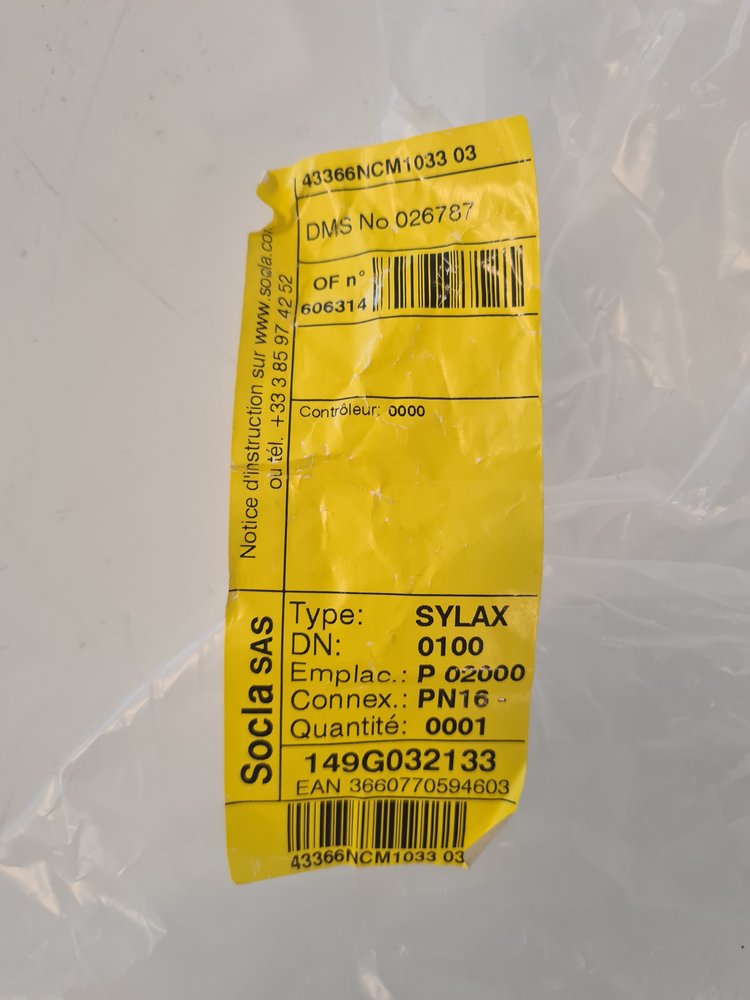 43366NCM1033 03
DMS No 026787
OF n°
606314
Contrôleur: 0000
Notice d'instruction sur www.socla.co
ou tél. +33 3 85 97 42 52
Socla SAS
Type: SYLAX
DN: 0100
Emplac.: P 02000
Connex.: PN16 -
Quantité: 0001
149G032133
EAN 3660770594603
43366NCM1033 03